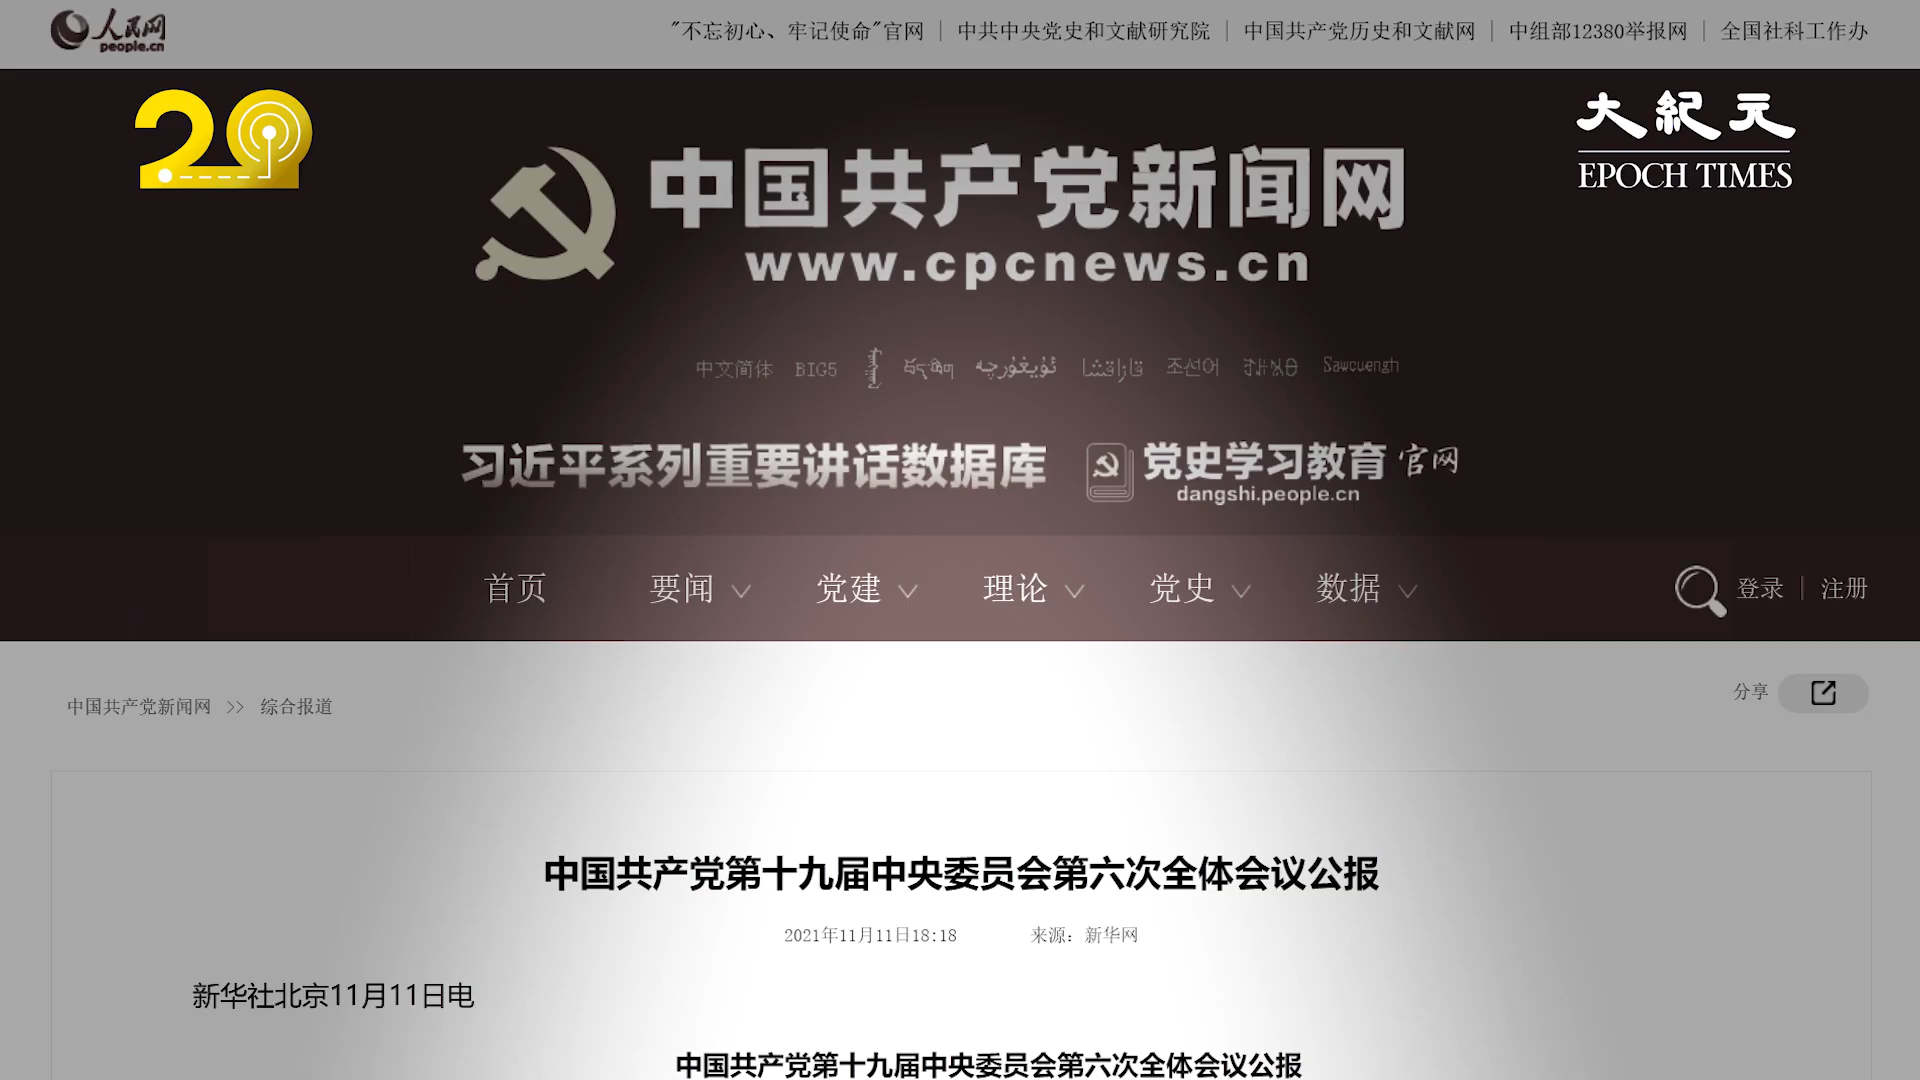 人民网 people.cn
"不忘初心、牢记使命"官网 | 中共中央党史和文献研究院 | 中国共产党历史和文献网 | 中组部12380举报网 | 全国社科工作办
20
大紀元
EPOCH TIMES
中国共产党新闻网
www.cpcnews.cn
中文简体 BIG5 བོད་ཡིག ئۇيغۇرچە قازاقشا 조선어 Sawcuengh
习近平系列重要讲话数据库 党史学习教育 官网
dangshi.people.cn
首页 要闻 党建 理论 党史 数据 登录 | 注册
中国共产党新闻网 >> 综合报道 分享
中国共产党第十九届中央委员会第六次全体会议公报
2021年11月11日18:18 来源：新华网
新华社北京11月11日电
中国共产党第十九届中央委员会第六次全体会议公报